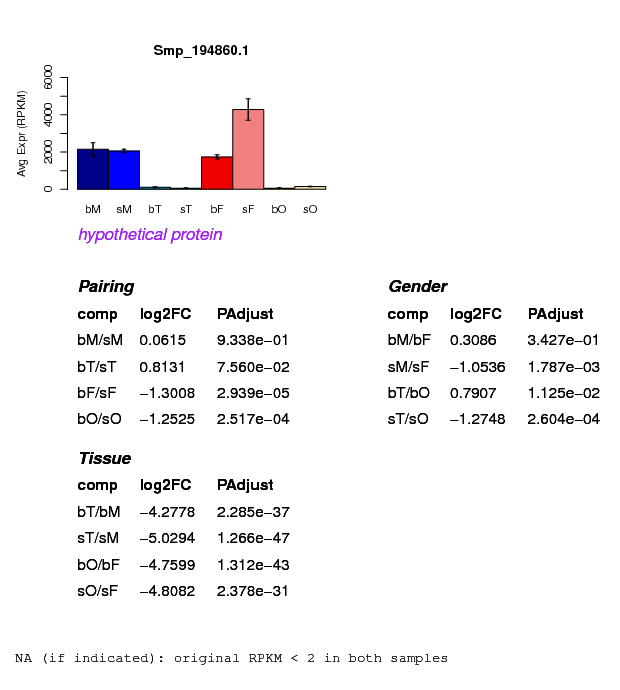 Smp_194860.1
Avg Expr (RPKM)
0 2000 4000 6000
bM sM bT sT bF sF bO sO
hypothetical protein
Pairing
comp log2FC PAdjust
bM/sM 0.0615 9.338e−01
bT/sT 0.8131 7.560e−02
bF/sF −1.3008 2.939e−05
bO/sO −1.2525 2.517e−04
Gender
comp log2FC PAdjust
bM/bF 0.3086 3.427e−01
sM/sF −1.0536 1.787e−03
bT/bO 0.7907 1.125e−02
sT/sO −1.2748 2.604e−04
Tissue
comp log2FC PAdjust
bT/bM −4.2778 2.285e−37
sT/sM −5.0294 1.266e−47
bO/bF −4.7599 1.312e−43
sO/sF −4.8082 2.378e−31
NA (if indicated): original RPKM < 2 in both samples